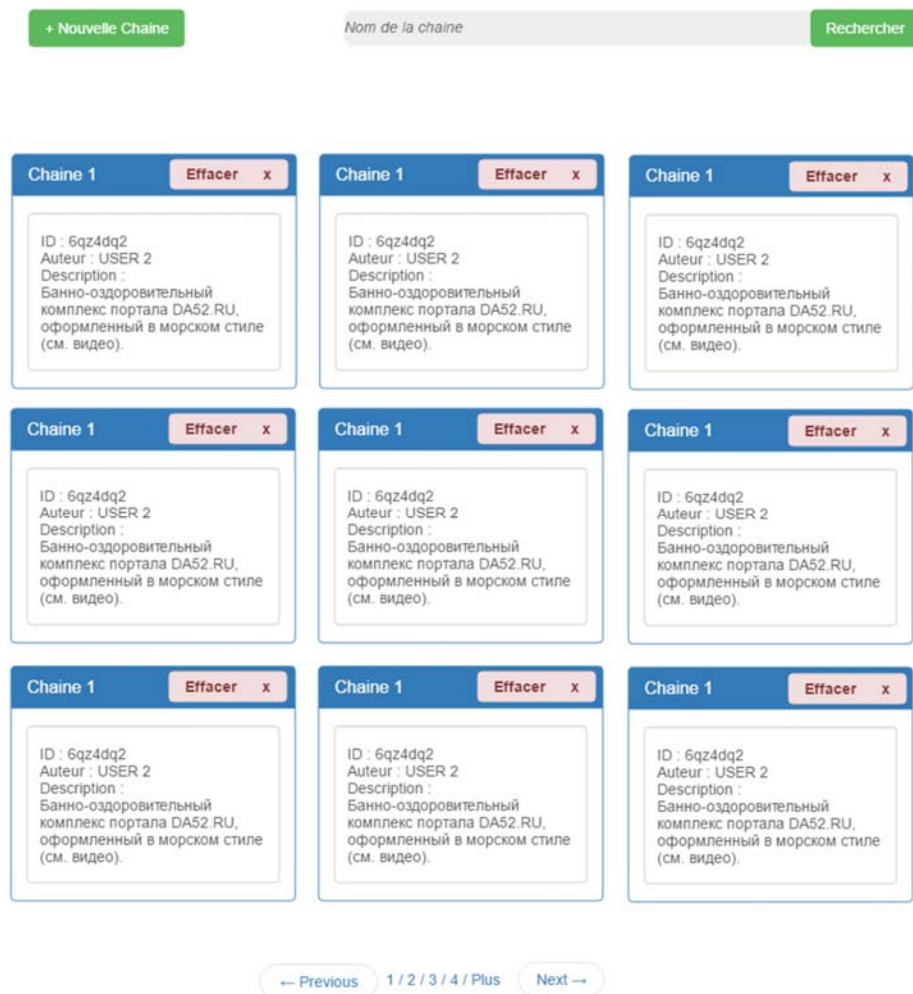 + Nouvelle Chaine
Nom de la chaine
Rechercher
Chaine 1
Effacer x
ID : 6qz4dq2
Auteur : USER 2
Description :
Банно-оздоровительный
комплекс портала DA52.RU,
оформленный в морском стиле
(см. видео).
Chaine 1
Effacer x
ID : 6qz4dq2
Auteur : USER 2
Description :
Банно-оздоровительный
комплекс портала DA52.RU,
оформленный в морском стиле
(см. видео).
Chaine 1
Effacer x
ID : 6qz4dq2
Auteur : USER 2
Description :
Банно-оздоровительный
комплекс портала DA52.RU,
оформленный в морском стиле
(см. видео).
Chaine 1
Effacer x
ID : 6qz4dq2
Auteur : USER 2
Description :
Банно-оздоровительный
комплекс портала DA52.RU,
оформленный в морском стиле
(см. видео).
Chaine 1
Effacer x
ID : 6qz4dq2
Auteur : USER 2
Description :
Банно-оздоровительный
комплекс портала DA52.RU,
оформленный в морском стиле
(см. видео).
Chaine 1
Effacer x
ID : 6qz4dq2
Auteur : USER 2
Description :
Банно-оздоровительный
комплекс портала DA52.RU,
оформленный в морском стиле
(см. видео).
Chaine 1
Effacer x
ID : 6qz4dq2
Auteur : USER 2
Description :
Банно-оздоровительный
комплекс портала DA52.RU,
оформленный в морском стиле
(см. видео).
Chaine 1
Effacer x
ID : 6qz4dq2
Auteur : USER 2
Description :
Банно-оздоровительный
комплекс портала DA52.RU,
оформленный в морском стиле
(см. видео).
Chaine 1
Effacer x
ID : 6qz4dq2
Auteur : USER 2
Description :
Банно-оздоровительный
комплекс портала DA52.RU,
оформленный в морском стиле
(см. видео).
← Previous 1 / 2 / 3 / 4 / Plus Next →